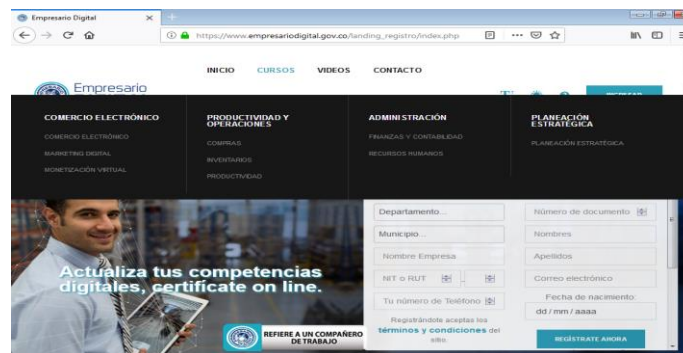 Empresario Digital
https://www.empresariodigital.gov.co/landing_registro/index.php
INICIO CURSOS VIDEOS CONTACTO
Empresario
COMERCIO ELECTRÓNICO
COMERCIO ELECTRÓNICO
MARKETING DIGITAL
MONETIZACIÓN VIRTUAL
PRODUCTIVIDAD Y
OPERACIONES
COMPRAS
INVENTARIOS
PRODUCTIVIDAD
ADMINISTRACIÓN
FINANZAS Y CONTABILIDAD
RECURSOS HUMANOS
PLANEACIÓN
ESTRATÉGICA
PLANEACIÓN ESTRATÉGICA
Actualiza tus competencias
digitales, certifícate on line.
REFIERE A UN COMPAÑERO
DE TRABAJO
Departamento...
Municipio...
Nombre Empresa
NIT o RUT -
Tu número de Teléfono
Registrándote aceptas los
términos y condiciones del
sitio.
Número de documento
Nombres
Apellidos
Correo electrónico
Fecha de nacimiento:
dd / mm / aaaa
REGÍSTRATE AHORA